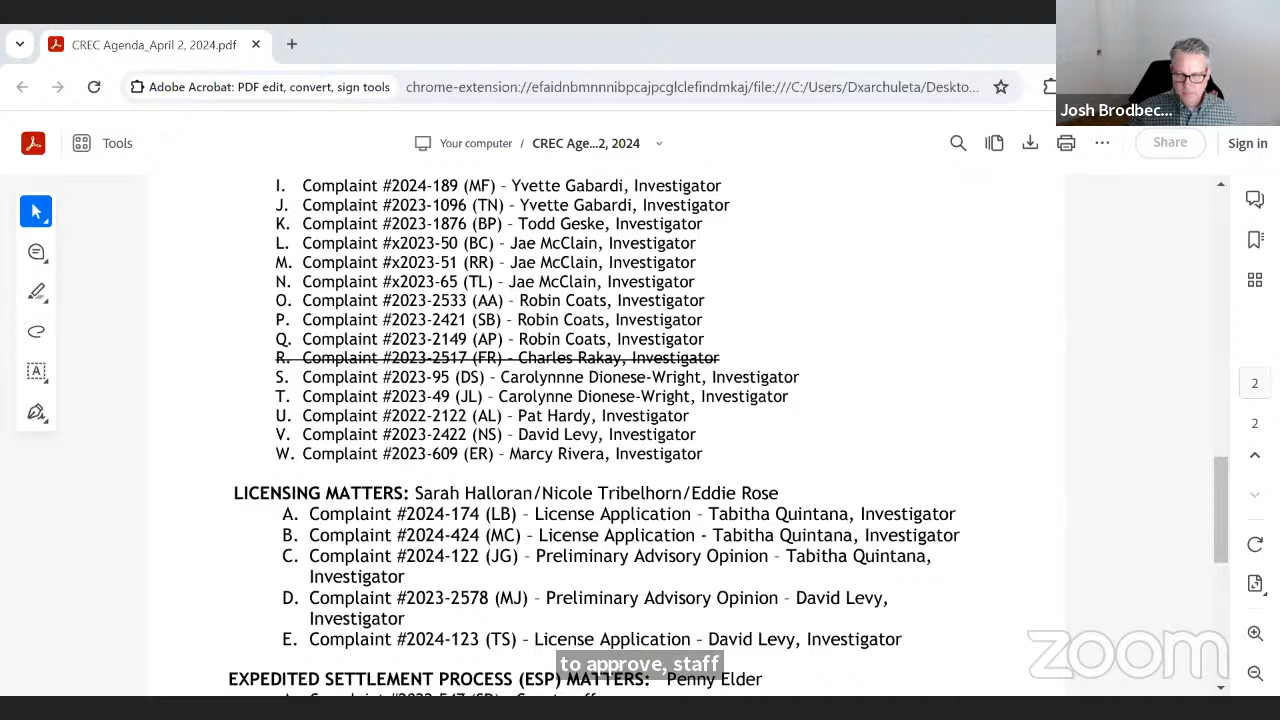 CREC Agenda_April 2, 2024.pdf
Adobe Acrobat: PDF edit, convert, sign tools
chrome-extension://efaidnbmnnnibpcajpcglclefindmkaj/file:///C:/Users/Dxarchuleta/Deskto...
Josh Brodbec...
Tools
Your computer / CREC Age...2, 2024
Share
Sign in
I. Complaint #2024-189 (MF) – Yvette Gabardi, Investigator
J. Complaint #2023-1096 (TN) – Yvette Gabardi, Investigator
K. Complaint #2023-1876 (BP) – Todd Geske, Investigator
L. Complaint #x2023-50 (BC) – Jae McClain, Investigator
M. Complaint #x2023-51 (RR) – Jae McClain, Investigator
N. Complaint #x2023-65 (TL) – Jae McClain, Investigator
O. Complaint #2023-2533 (AA) – Robin Coats, Investigator
P. Complaint #2023-2421 (SB) – Robin Coats, Investigator
Q. Complaint #2023-2149 (AP) – Robin Coats, Investigator
R. Complaint #2023-2517 (FR) – Charles Rakay, Investigator
S. Complaint #2023-95 (DS) – Carolynnne Dionese-Wright, Investigator
T. Complaint #2023-49 (JL) – Carolynnne Dionese-Wright, Investigator
U. Complaint #2022-2122 (AL) – Pat Hardy, Investigator
V. Complaint #2023-2422 (NS) – David Levy, Investigator
W. Complaint #2023-609 (ER) – Marcy Rivera, Investigator
2
2
LICENSING MATTERS: Sarah Halloran/Nicole Tribelhorn/Eddie Rose
A. Complaint #2024-174 (LB) – License Application – Tabitha Quintana, Investigator
B. Complaint #2024-424 (MC) – License Application - Tabitha Quintana, Investigator
C. Complaint #2024-122 (JG) – Preliminary Advisory Opinion – Tabitha Quintana,
Investigator
D. Complaint #2023-2578 (MJ) – Preliminary Advisory Opinion – David Levy,
Investigator
E. Complaint #2024-123 (TS) – License Application – David Levy, Investigator
to approve, staff
zoom
EXPEDITED SETTLEMENT PROCESS (ESP) MATTERS: Penny Elder